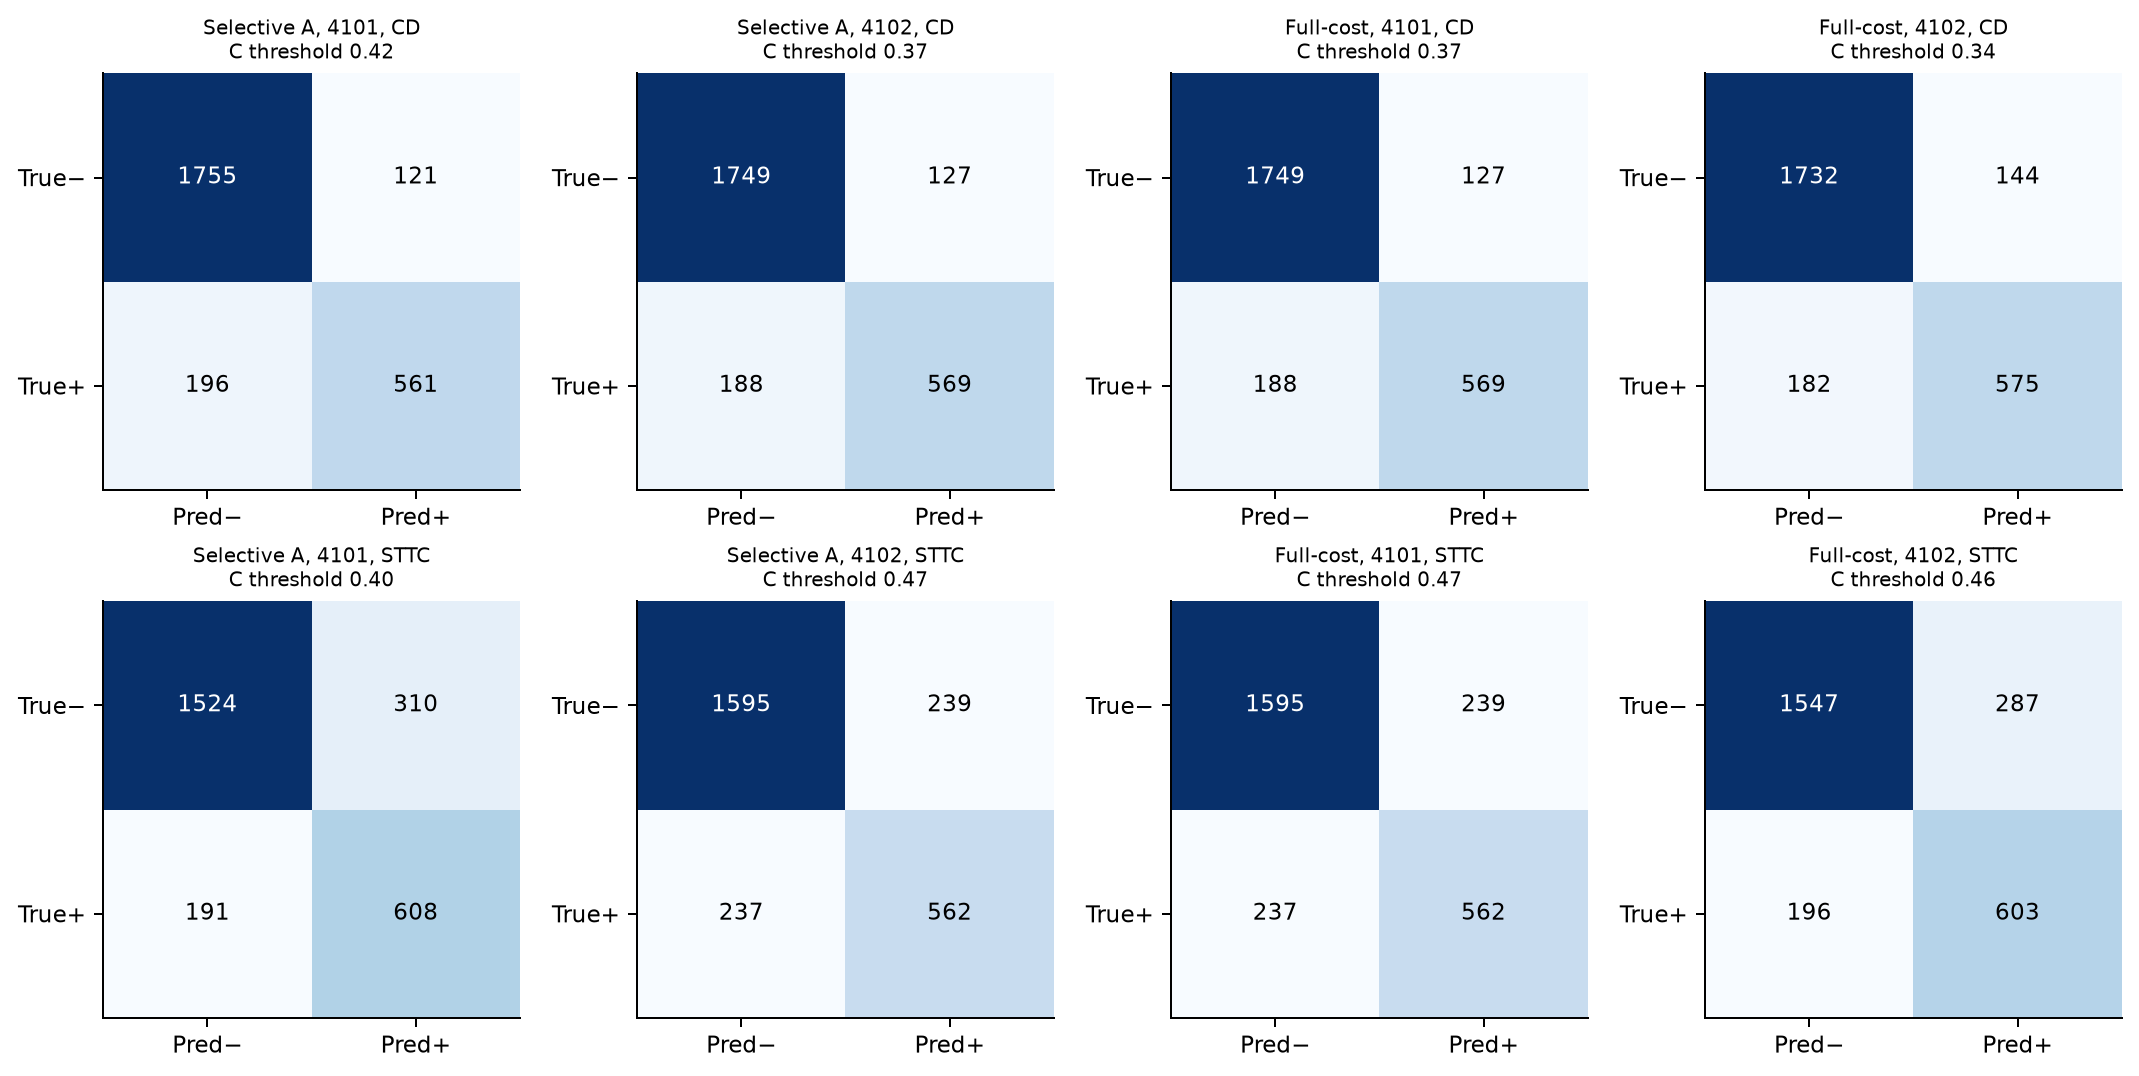 Selective A, 4101, CD
C threshold 0.42
True− 1755 121
True+ 196 561
Pred− Pred+
Selective A, 4102, CD
C threshold 0.37
True− 1749 127
True+ 188 569
Pred− Pred+
Full-cost, 4101, CD
C threshold 0.37
True− 1749 127
True+ 188 569
Pred− Pred+
Full-cost, 4102, CD
C threshold 0.34
True− 1732 144
True+ 182 575
Pred− Pred+
Selective A, 4101, STTC
C threshold 0.40
True− 1524 310
True+ 191 608
Pred− Pred+
Selective A, 4102, STTC
C threshold 0.47
True− 1595 239
True+ 237 562
Pred− Pred+
Full-cost, 4101, STTC
C threshold 0.47
True− 1595 239
True+ 237 562
Pred− Pred+
Full-cost, 4102, STTC
C threshold 0.46
True− 1547 287
True+ 196 603
Pred− Pred+